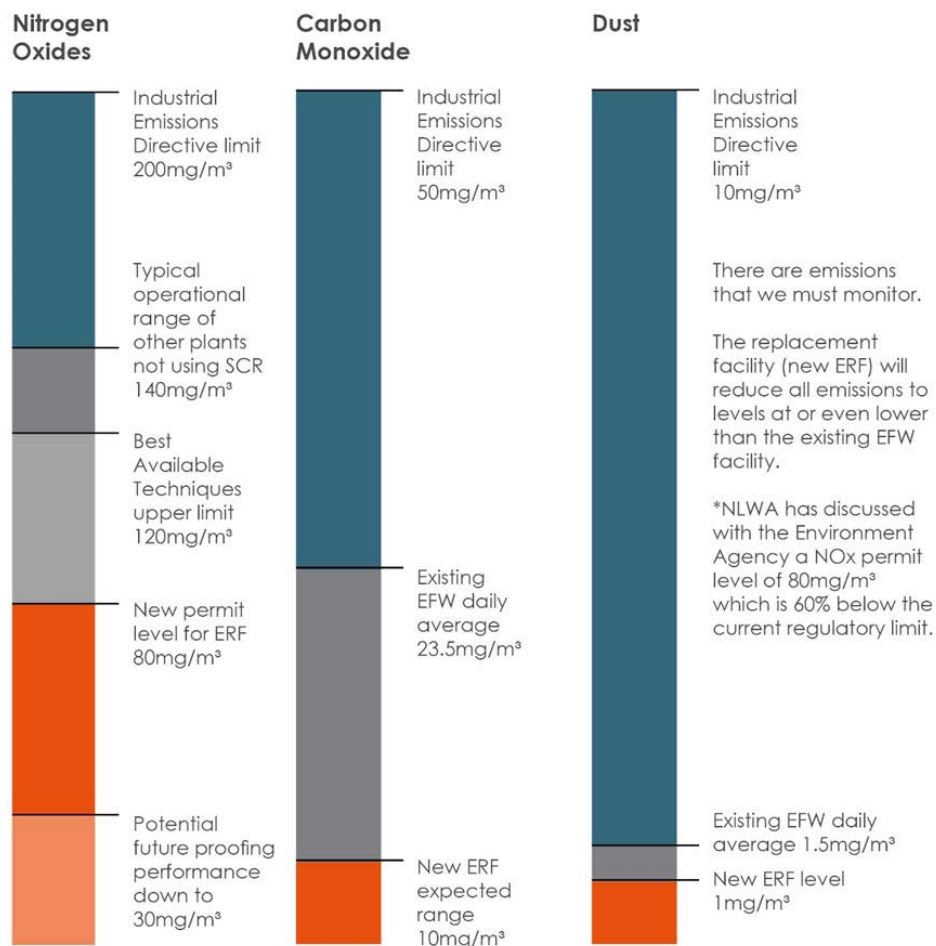 Nitrogen
Oxides
Industrial
Emissions
Directive limit
200mg/m³
Typical
operational
range of
other plants
not using SCR
140mg/m³
Best
Available
Techniques
upper limit
120mg/m³
New permit
level for ERF
80mg/m³
Potential
future proofing
performance
down to
30mg/m³
Carbon
Monoxide
Industrial
Emissions
Directive
limit
50mg/m³
Existing
EFW daily
average
23.5mg/m³
New ERF
expected
range
10mg/m³
Dust
Industrial
Emissions
Directive
limit
10mg/m³
There are emissions
that we must monitor.
The replacement
facility (new ERF) will
reduce all emissions to
levels at or even lower
than the existing EFW
facility.
*NLWA has discussed
with the Environment
Agency a NOx permit
level of 80mg/m³
which is 60% below the
current regulatory limit.
Existing EFW daily
average 1.5mg/m³
New ERF level
1mg/m³